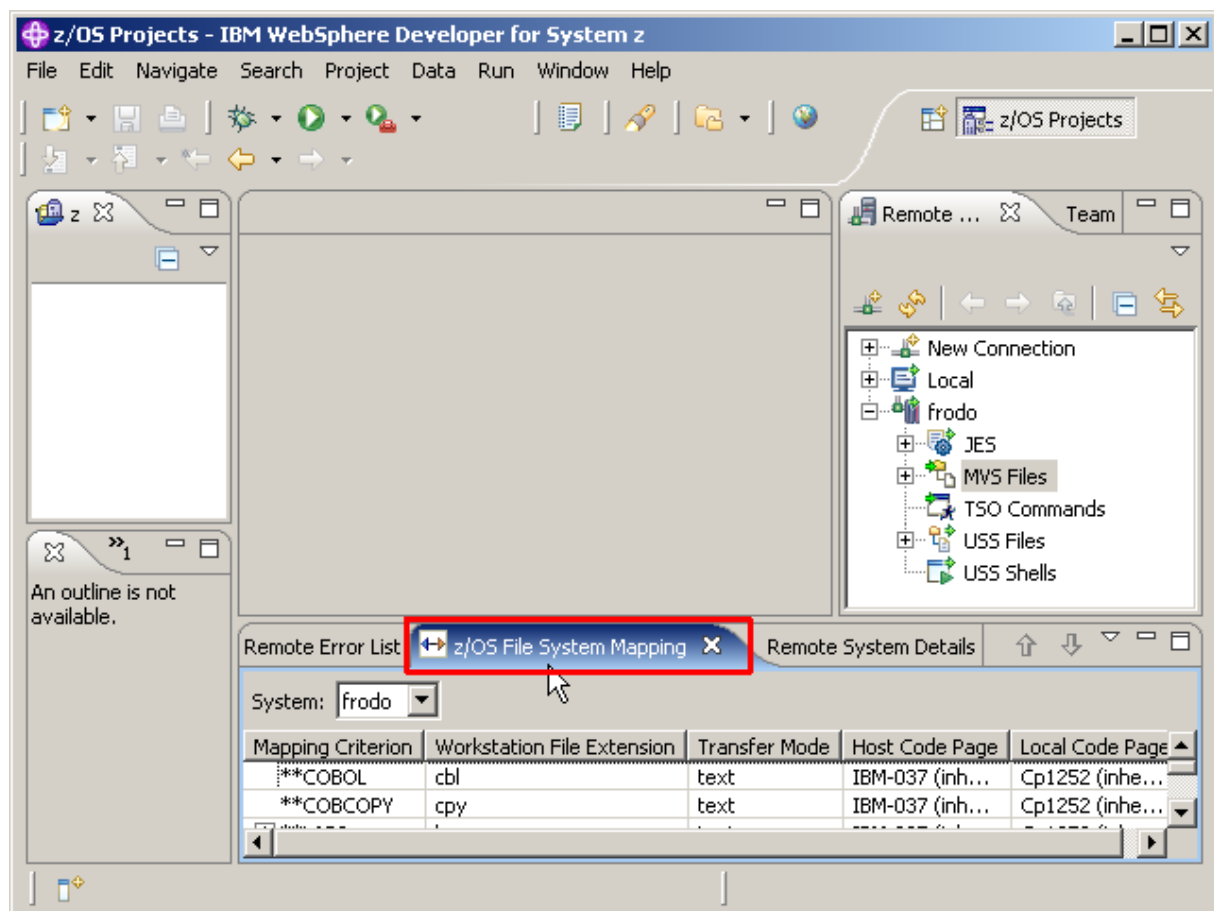 z/OS Projects - IBM WebSphere Developer for System z
File Edit Navigate Search Project Data Run Window Help
z/OS Projects
z
Remote ... Team
New Connection
Local
frodo
JES
MVS Files
TSO Commands
USS Files
USS Shells
»1
An outline is not
available.
Remote Error List z/OS File System Mapping Remote System Details
System: frodo
Mapping Criterion Workstation File Extension Transfer Mode Host Code Page Local Code Page
**COBOL cbl text IBM-037 (inh... Cp1252 (inhe...
**COBCOPY cpy text IBM-037 (inh... Cp1252 (inhe...